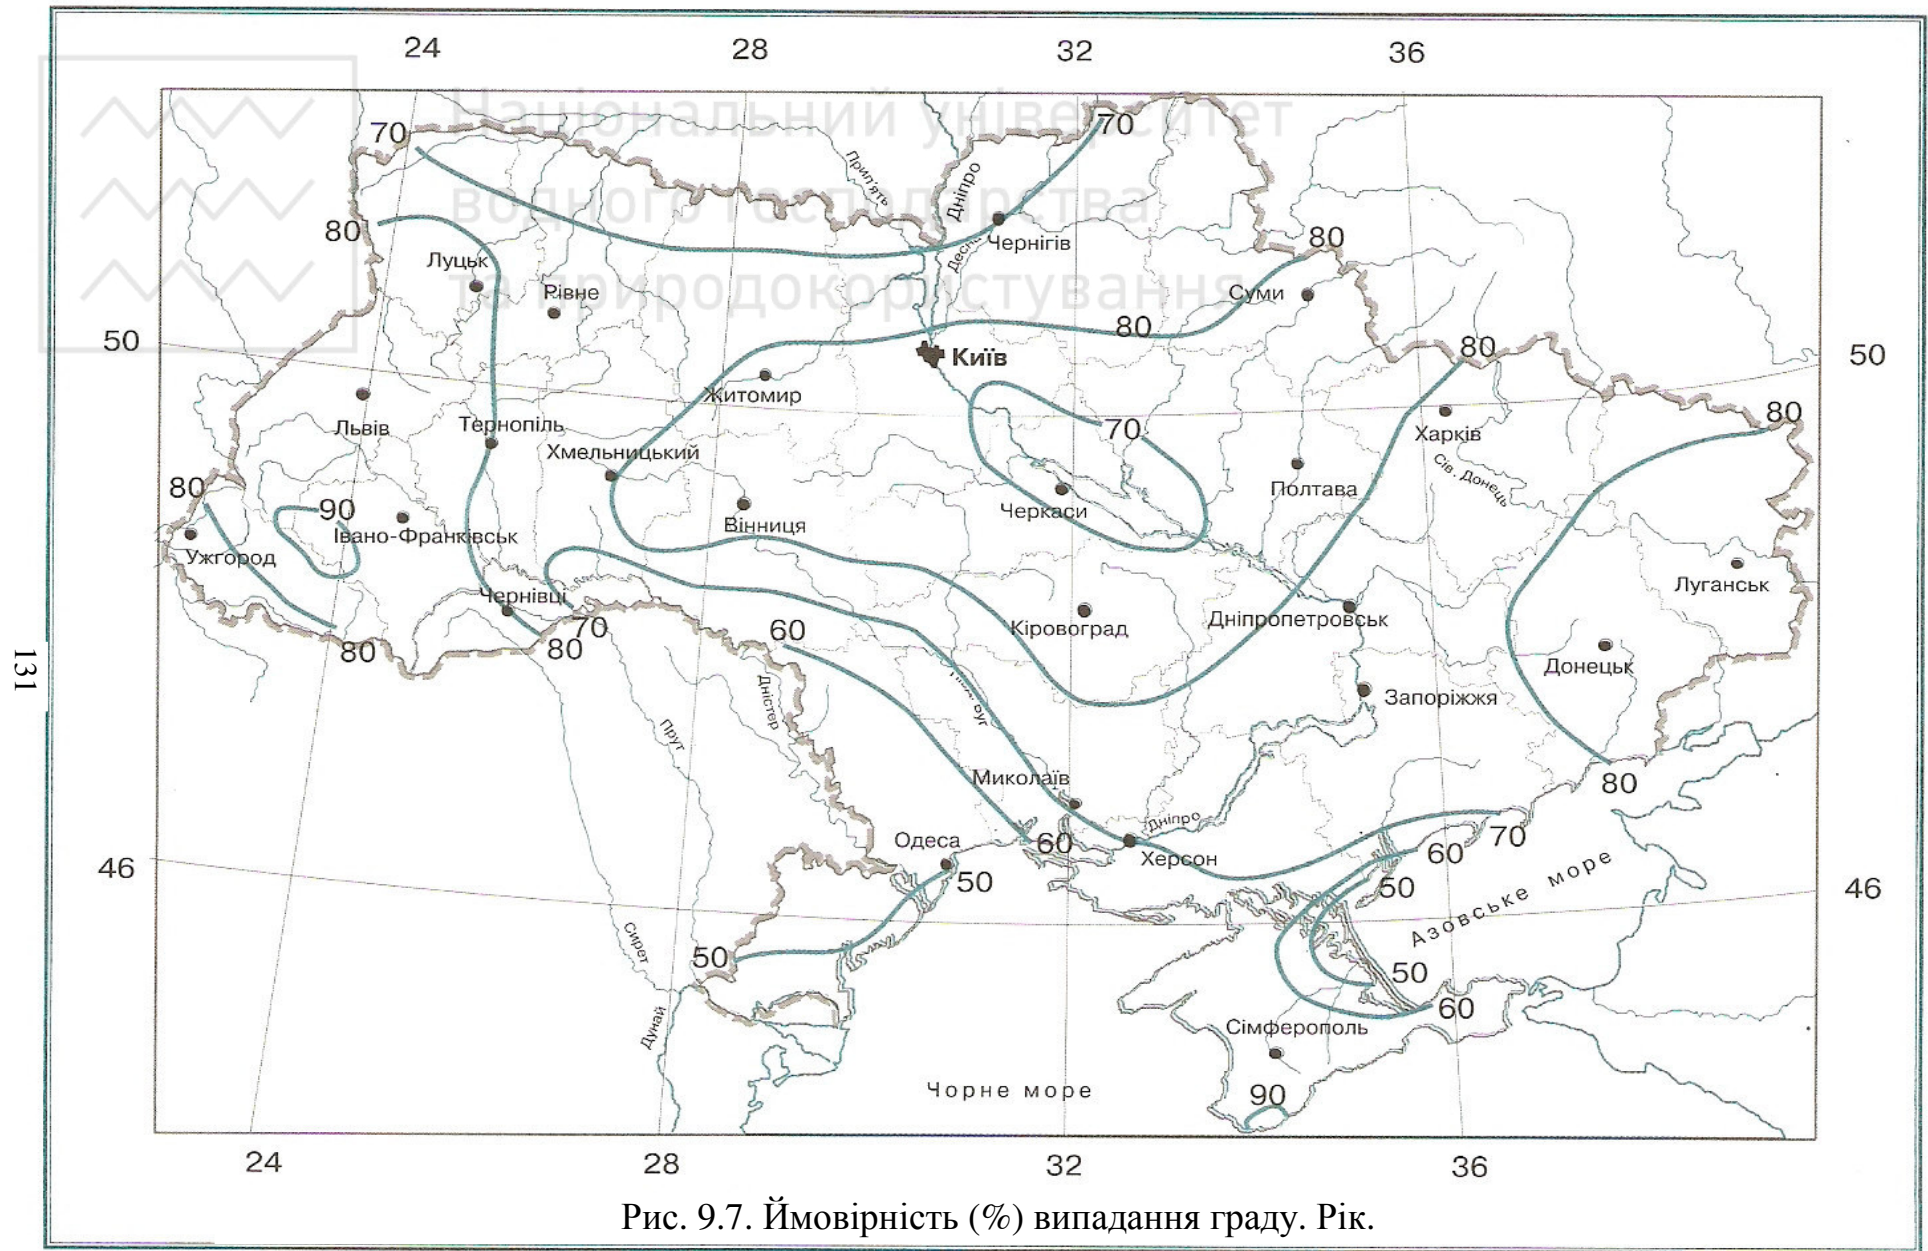 24 28 32 36
Національний університет
водного господарства
та природокористування
70
70
Прип'ять
Дніпро
Десна
Чернігів
80
80
Луцьк
Рівне
Суми
80
50
50
Київ
80
Житомир
80
Львів
Тернопіль
70
Харків
Хмельницький
Сів. Донець
80
90
Черкаси
Полтава
Вінниця
Івано-Франківськ
Ужгород
Луганськ
Чернівці
70
60
Кіровоград
Дніпропетровськ
80
80
Донецьк
131
Дністер
Прут
Запоріжжя
Миколаїв
80
Дніпро
Одеса
60
Херсон
60
70
46
50
50
46
Азовське море
Сирет
50
50
60
Дунай
Сімферополь
Чорне море
90
24 28 32 36
Рис. 9.7. Ймовірність (%) випадання граду. Рік.